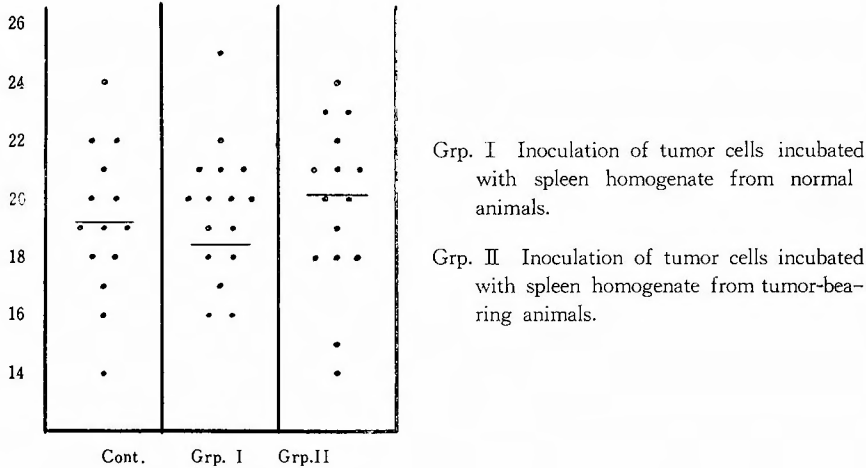 26
24
22
20
18
16
14
Cont. Grp. I Grp.II
Grp. I Inoculation of tumor cells incubated
with spleen homogenate from normal
animals.
Grp. II Inoculation of tumor cells incubated
with spleen homogenate from tumor-bea-
ring animals.